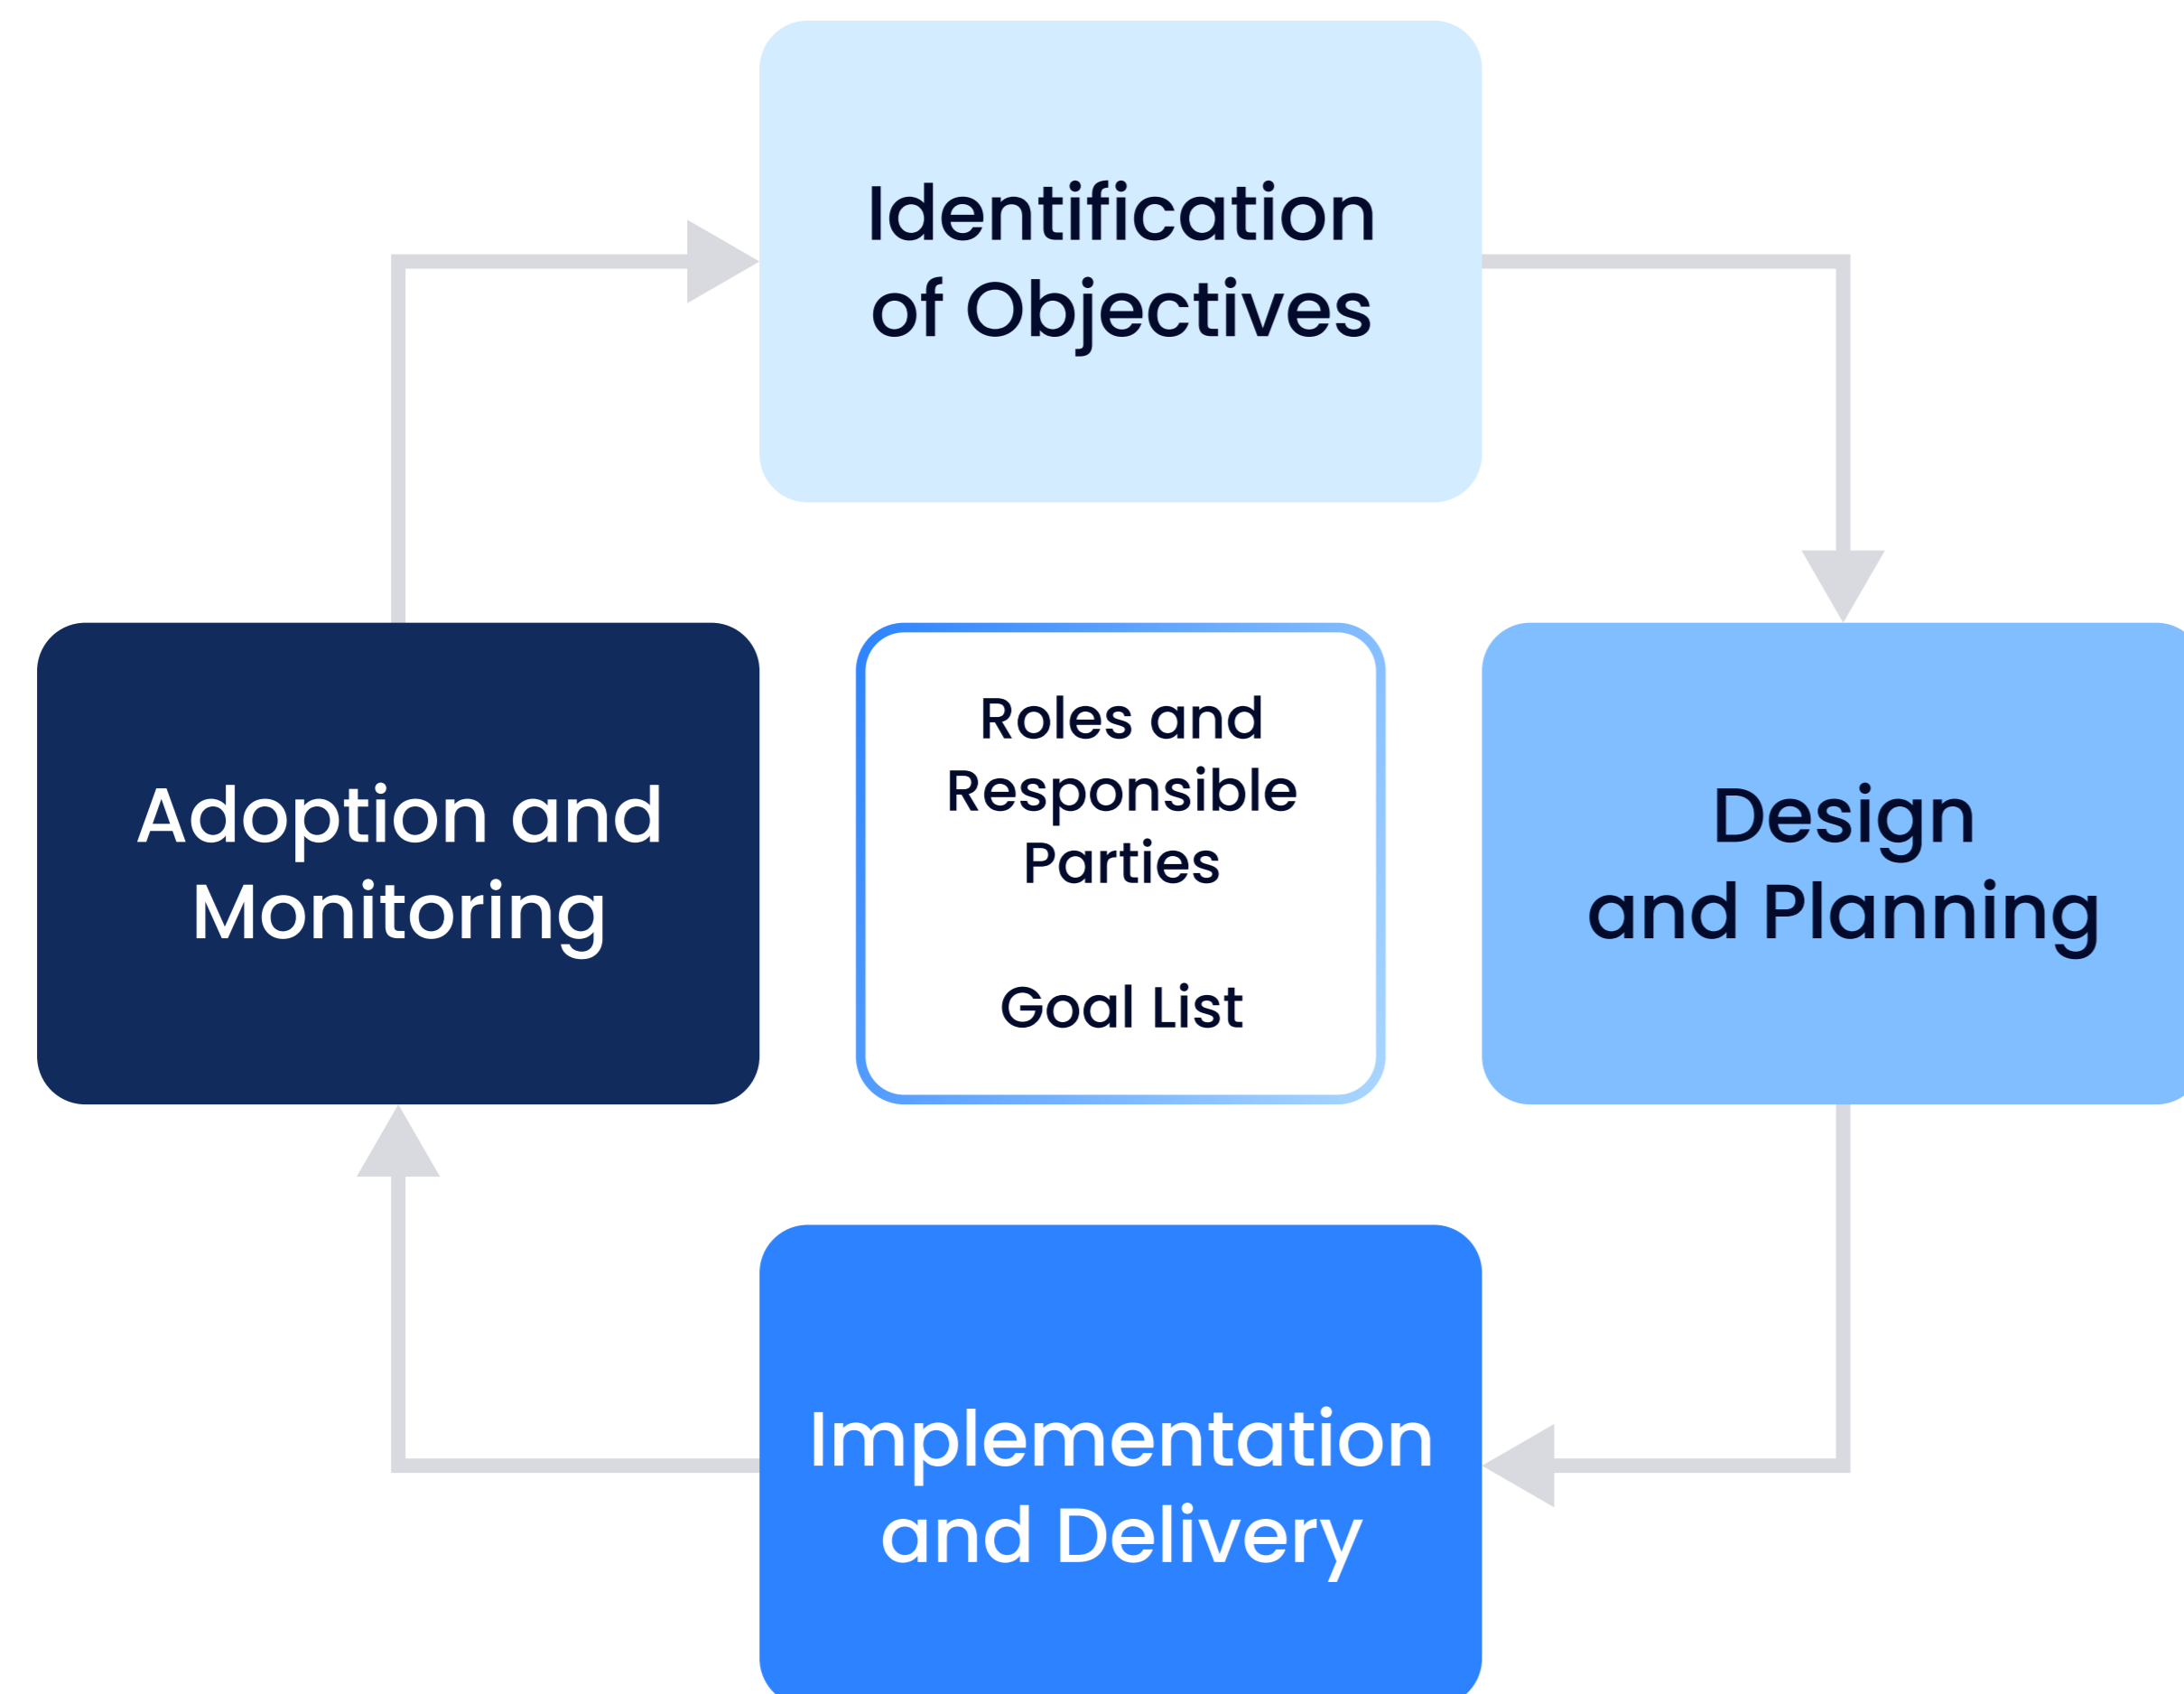 Identification
of Objectives
Adoption and
Monitoring
Roles and
Responsible
Parties
Goal List
Design
and Planning
Implementation
and Delivery